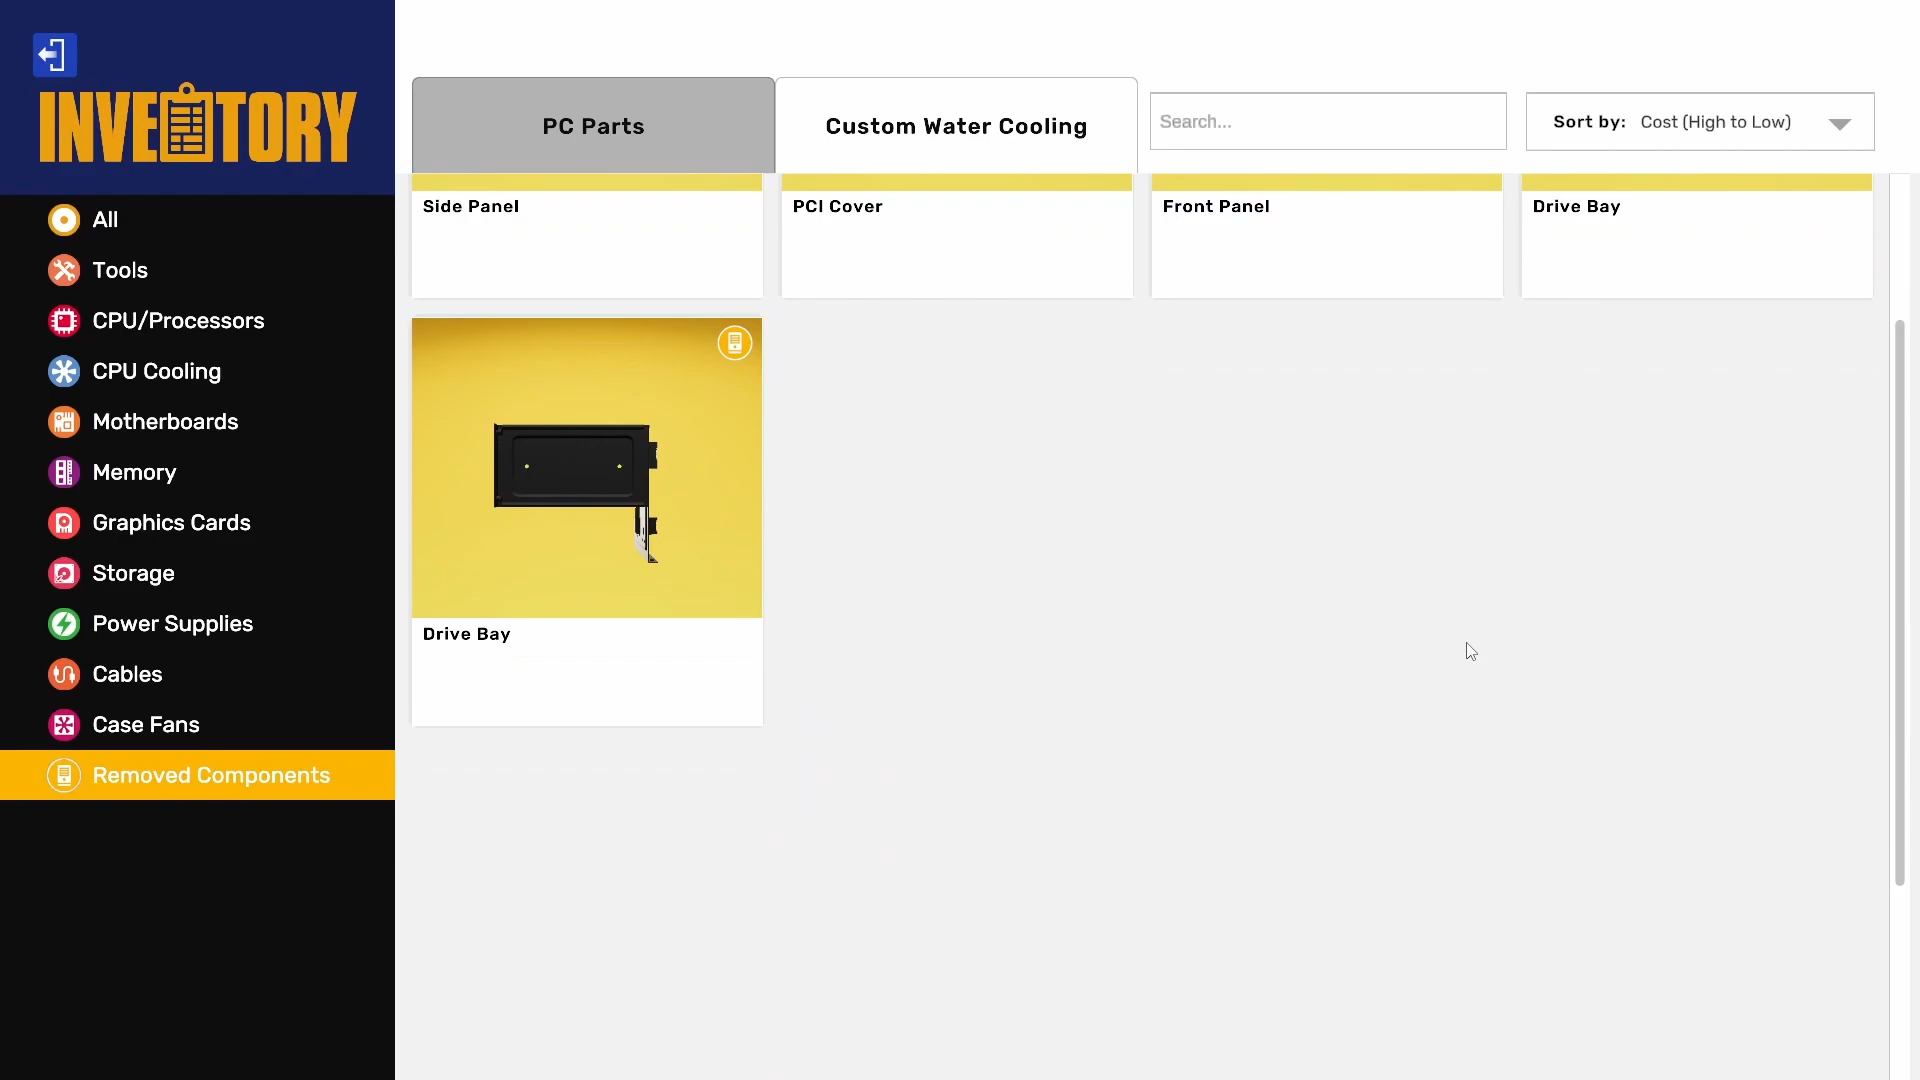 INVENTORY
PC Parts
Custom Water Cooling
Search...
Sort by: Cost (High to Low)
All
Tools
CPU/Processors
CPU Cooling
Motherboards
Memory
Graphics Cards
Storage
Power Supplies
Cables
Case Fans
Removed Components
Side Panel
PCI Cover
Front Panel
Drive Bay
Drive Bay